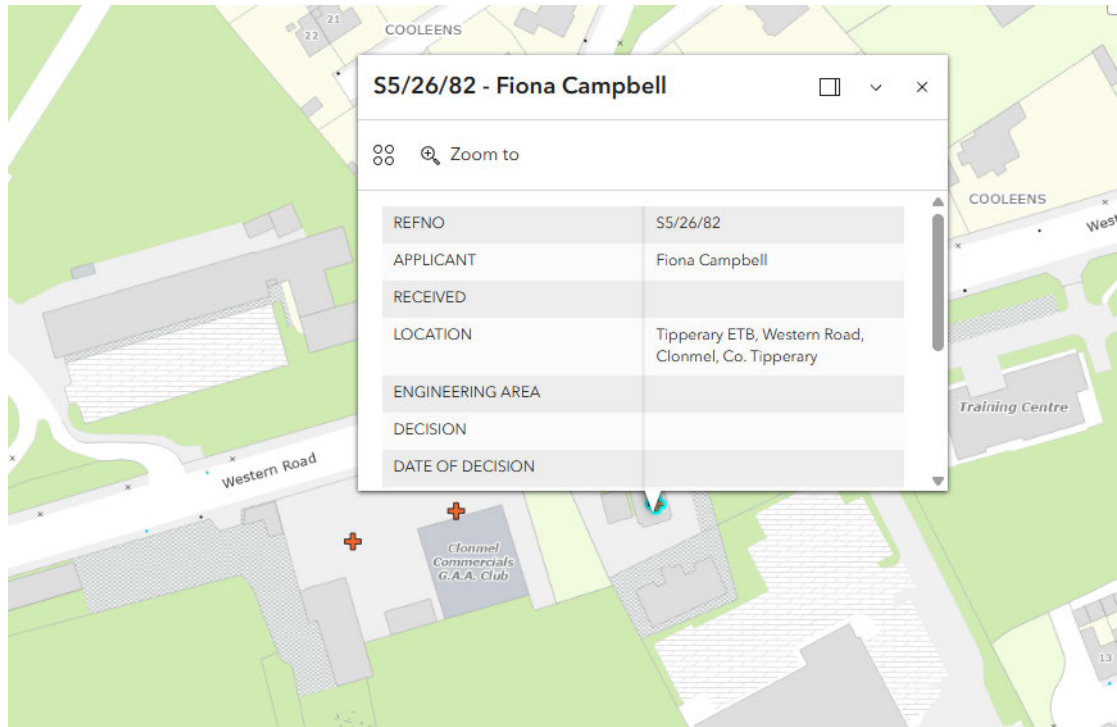 21
22
COOLEENS
S5/26/82 - Fiona Campbell
Zoom to
REFNO S5/26/82
APPLICANT Fiona Campbell
RECEIVED
LOCATION Tipperary ETB, Western Road,
Clonmel, Co. Tipperary
ENGINEERING AREA
DECISION
DATE OF DECISION
COOLEENS
West
Training Centre
Western Road
Clonmel
Commercials
G.A.A. Club
13